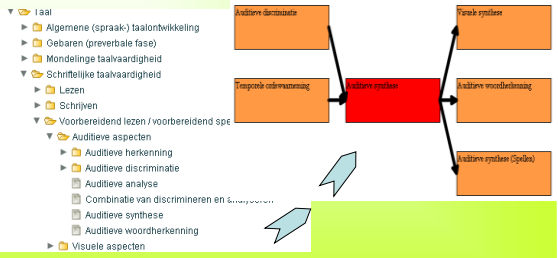 Taal
Algemene (spraak-) taalontwikkeling
Gebaren (preverbale fase)
Mondelinge taalvaardigheid
Schriftelijke taalvaardigheid
Lezen
Schrijven
Voorbereidend lezen / voorbereidend spe
Auditieve aspecten
Auditieve herkenning
Auditieve discriminatie
Auditieve analyse
Combinatie van discrimineren en analyseren
Auditieve synthese
Auditieve woordherkenning
Visuele aspecten
Auditieve discriminatie
Temporele ordewaarneming
Auditieve synthese
Visuele synthese
Auditieve woordherkenning
Auditieve synthese (Spellen)